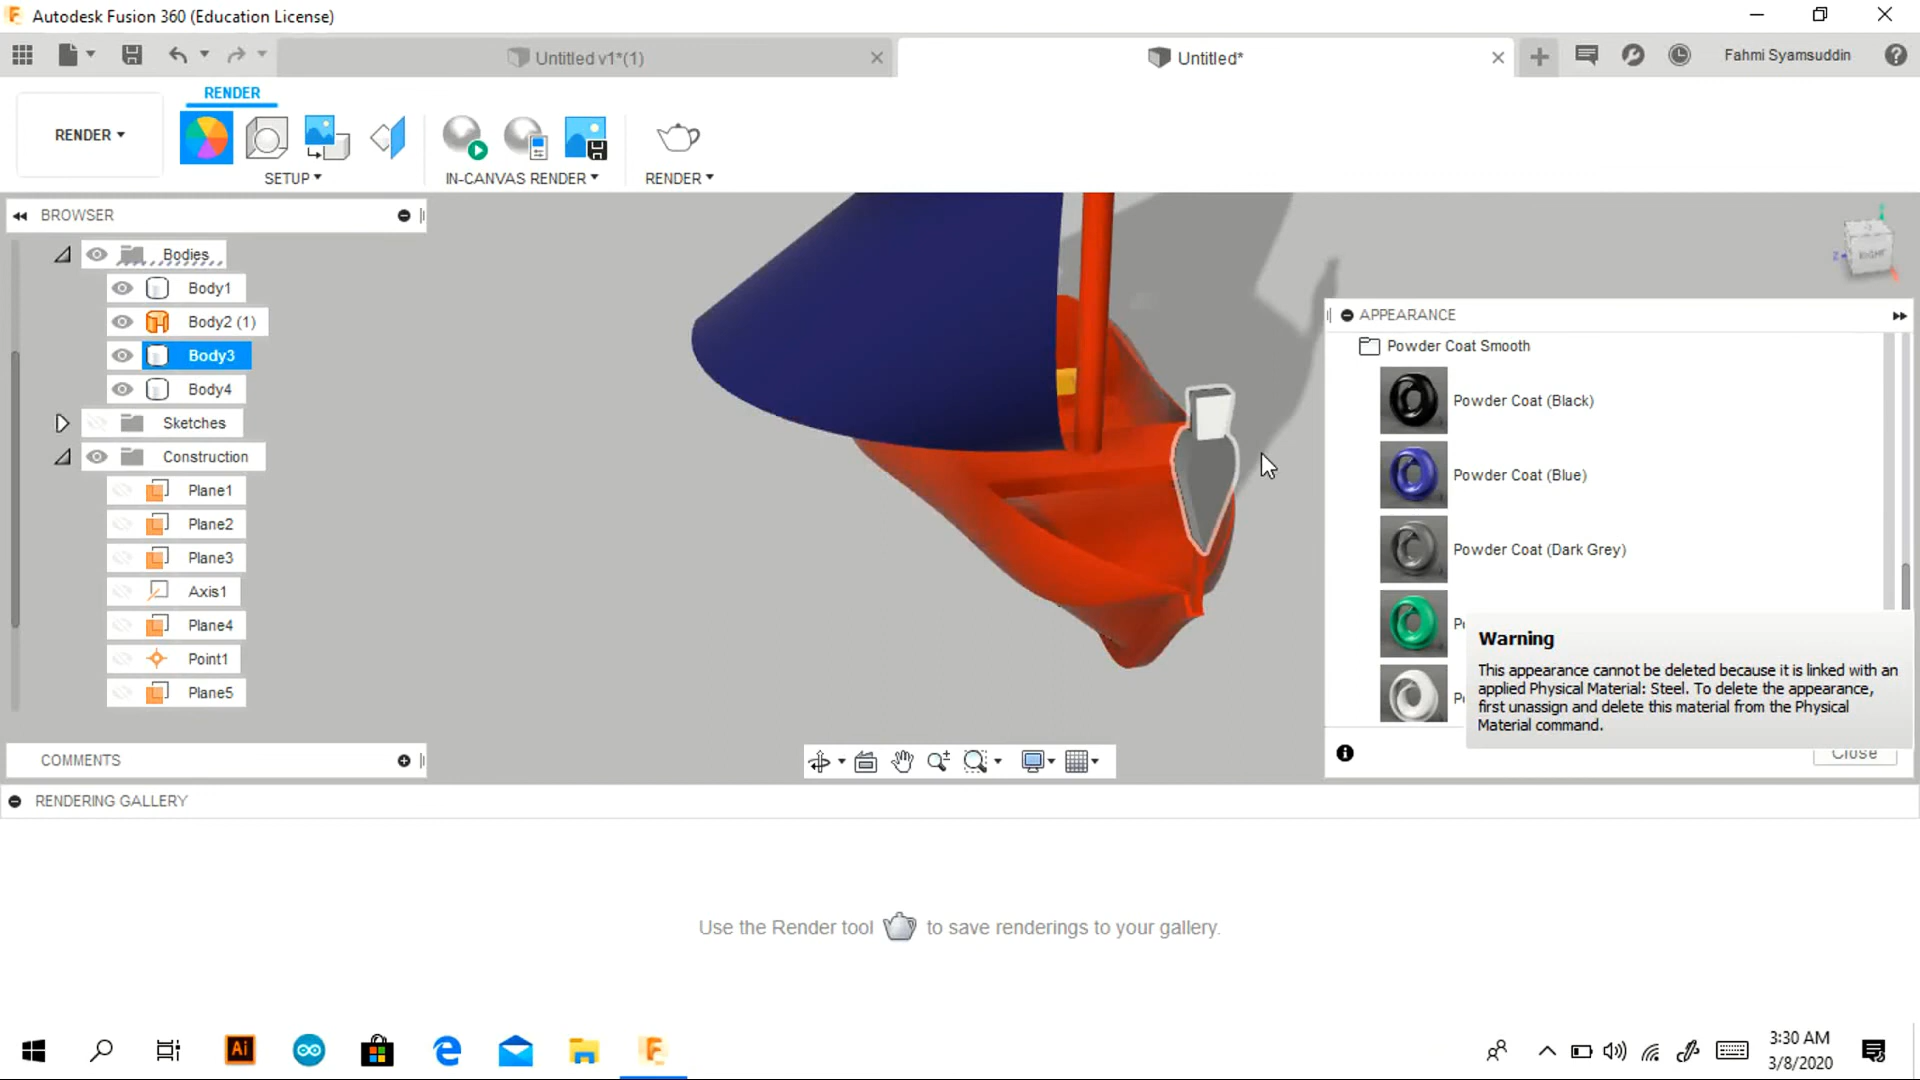 Autodesk Fusion 360 (Education License)
Untitled v1*(1)
Untitled*
Fahmi Syamsuddin
RENDER
RENDER
SETUP
IN-CANVAS RENDER
RENDER
BROWSER
Bodies
Body1
Body2 (1)
Body3
Body4
Sketches
Construction
Plane1
Plane2
Plane3
Axis1
Plane4
Point1
Plane5
RIGHT
Z
APPEARANCE
Powder Coat Smooth
Powder Coat (Black)
Powder Coat (Blue)
Powder Coat (Dark Grey)
Warning
This appearance cannot be deleted because it is linked with an
applied Physical Material: Steel. To delete the appearance,
first unassign and delete this material from the Physical
Material command.
Close
COMMENTS
RENDERING GALLERY
Use the Render tool to save renderings to your gallery.
Ai
3:30 AM
3/8/2020